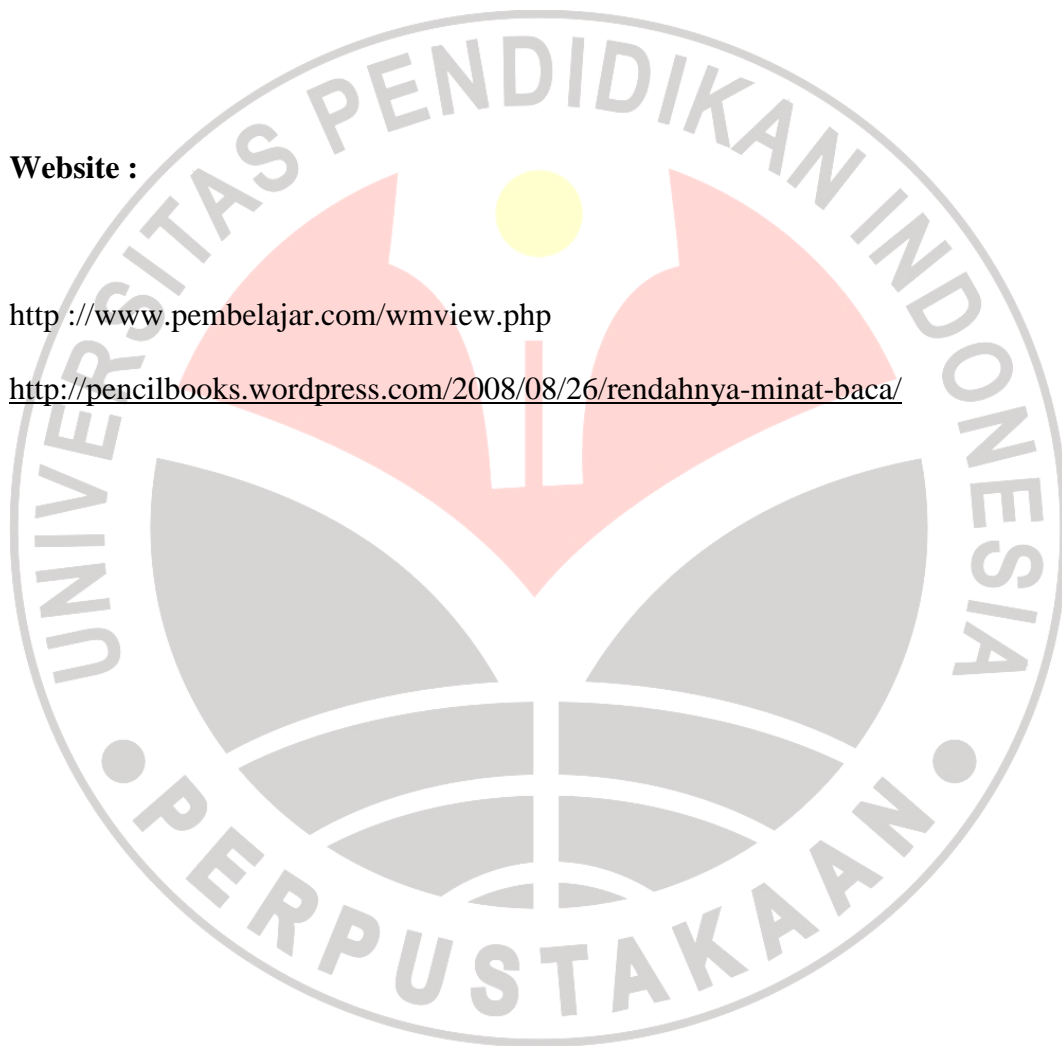 UNIVERSITAS PENDIDIKAN INDONESIA
PERPUSTAKAAN
Website :
http ://www.pembelajar.com/wmview.php
http://pencilbooks.wordpress.com/2008/08/26/rendahnya-minat-baca/